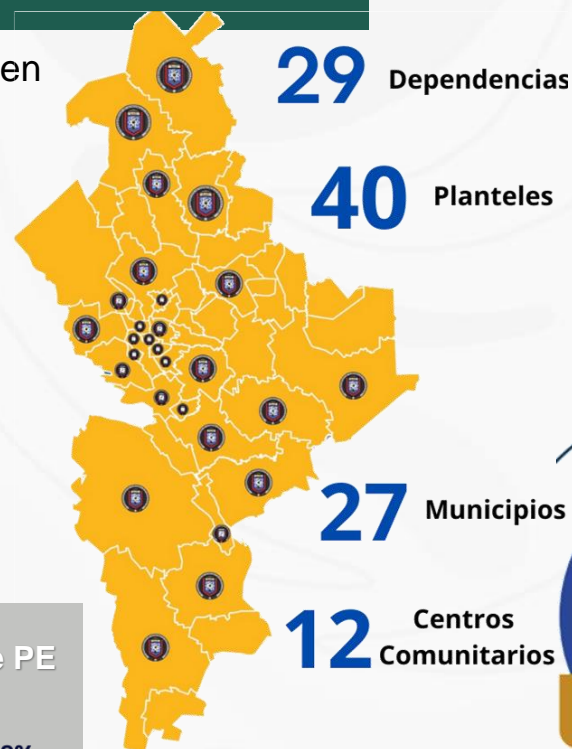 en
29 Dependencias
40 Planteles
27 Municipios
12 Centros
Comunitarios
PE